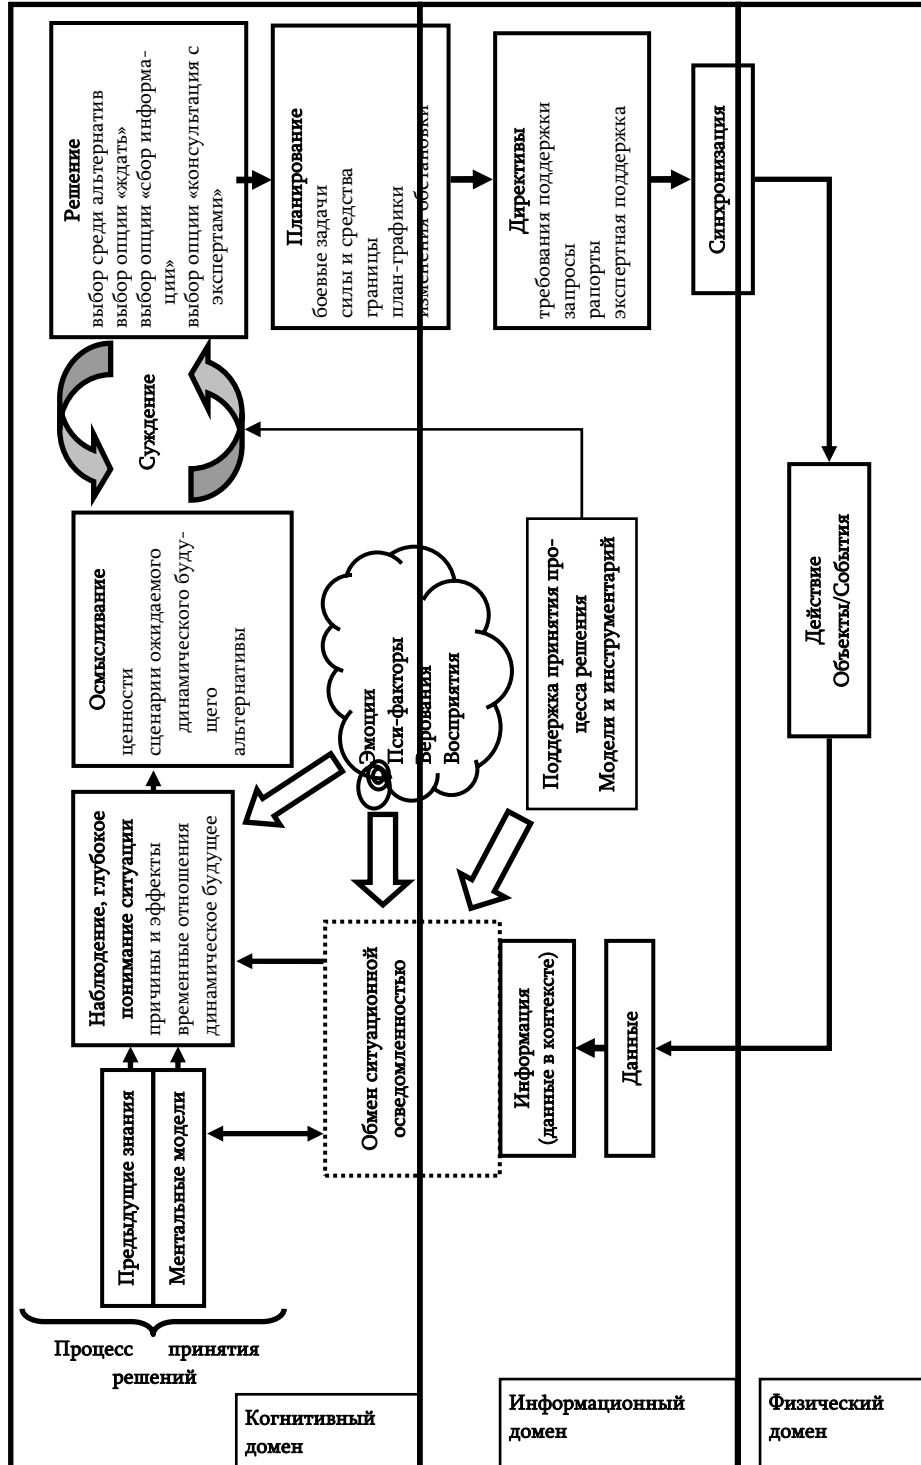 Решение
выбор среди альтернатив
выбор опции «ждать»
выбор опции «сбор информа-
ции»
выбор опции «консультация с
экспертами»
Планирование
боевые задачи
силы и средства
границы
план-графики
изменения обстановки
Директивы
требования поддержки
запросы
рапорты
экспертная поддержка
Синхронизация
Суждение
Осмысливание
ценности
сценарии ожидаемого
динамического буду-
щего
альтернативы
Эмоции
Пси-факторы
Верования
Восприятия
Поддержка принятия про-
цесса решения
Модели и инструментарий
Действие
Объекты/События
Наблюдение, глубокое
понимание ситуации
причины и эффекты
временные отношения
динамическое будущее
Обмен ситуационной
осведомленностью
Информация
(данные в контексте)
Данные
Предыдущие знания
Ментальные модели
Процесс принятия
решений
Когнитивный
домен
Информационный
домен
Физический
домен